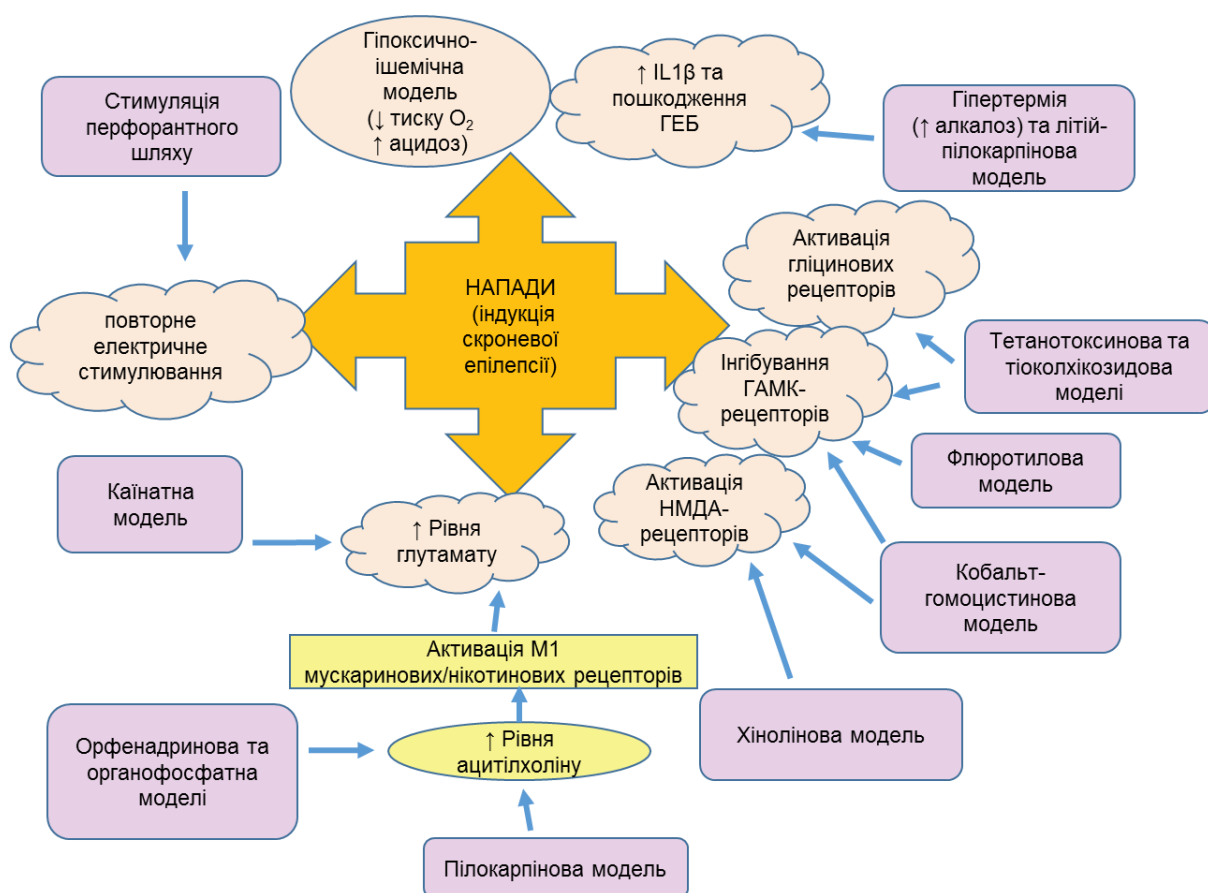 Гіпоксично-
ішемічна
модель
(↓ тиску O₂
↑ ацидоз)
↑ IL1β та
пошкодження
ГЕБ
Стимуляція
перфорантного
шляху
Гіпертермія
(↑ алкалоз) та літій-
пілокарпінова
модель
Активація
гліцинових
рецепторів
НАПАДИ
(індукція
скроневої
епілепсії)
повторне
електричне
стимулювання
Інгібування
ГАМК-
рецепторів
Тетанотоксинова та
тіоколхікозидова
моделі
Флюротилова
модель
Каїнатна
модель
Активація
НМДА-
рецепторів
↑ Рівня
глутамату
Кобальт-
гомоцистинова
модель
Активація М1
мускаринових/нікотинових рецепторів
Хінолінова модель
Орфенадринова та
органофосфатна
моделі
↑ Рівня
ацитілхоліну
Пілокарпінова модель